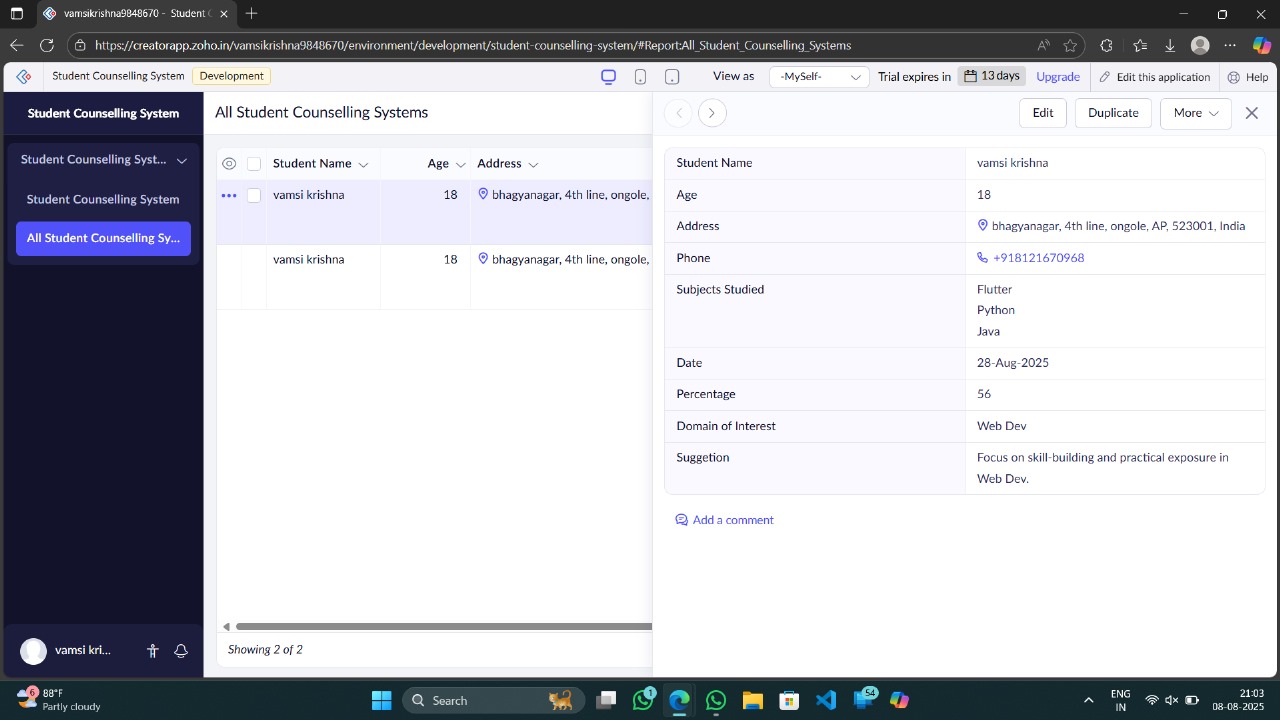 vamsikrishna9848670 - Student C
https://creatorapp.zoho.in/vamsikrishna9848670/environment/development/student-counselling-system/#Report:All_Student_Counselling_Systems
Student Counselling System
Development
View as
-MySelf-
Trial expires in
13 days
Upgrade
Edit this application
Help
Student Counselling System
Student Counselling Syst...
Student Counselling System
All Student Counselling Sy...
vamsi kri...
All Student Counselling Systems
Student Name Age Address
vamsi krishna 18 bhagyanagar, 4th line, ongole,
vamsi krishna 18 bhagyanagar, 4th line, ongole,
Showing 2 of 2
Edit
Duplicate
More
Student Name vamsi krishna
Age 18
Address bhagyanagar, 4th line, ongole, AP, 523001, India
Phone +918121670968
Subjects Studied Flutter
Python
Java
Date 28-Aug-2025
Percentage 56
Domain of Interest Web Dev
Suggetion Focus on skill-building and practical exposure in
Web Dev.
Add a comment
6
88°F
Partly cloudy
Search
1
54
ENG
IN
21:03
08-08-2025